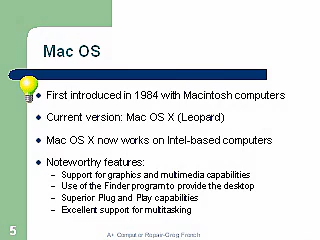 Mac OS
First introduced in 1984 with Macintosh computers
Current version: Mac OS X (Leopard)
Mac OS X now works on Intel-based computers
Noteworthy features:
– Support for graphics and multimedia capabilities
– Use of the Finder program to provide the desktop
– Superior Plug and Play capabilities
– Excellent support for multitasking
5
A+ Computer Repair-Greg French